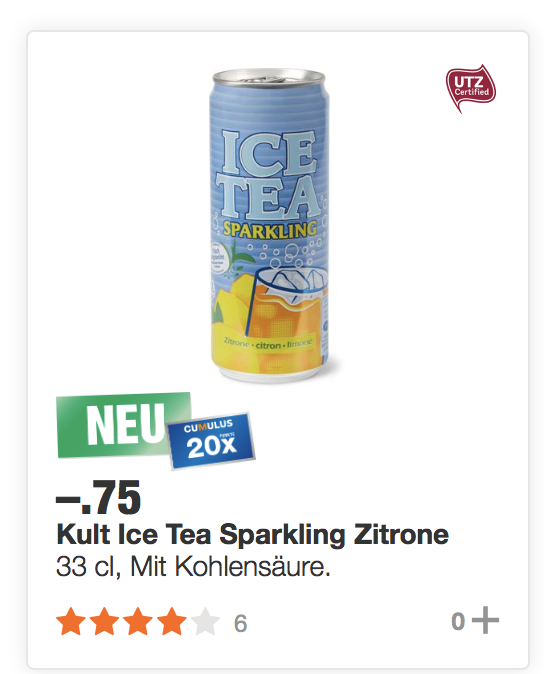 UTZ
Certified
ICE
TEA
SPARKLING
Zitrone • citron • limone
NEU
CUMULUS
PUNKTE
20x
–.75
Kult Ice Tea Sparkling Zitrone
33 cl, Mit Kohlensäure.
6
0+